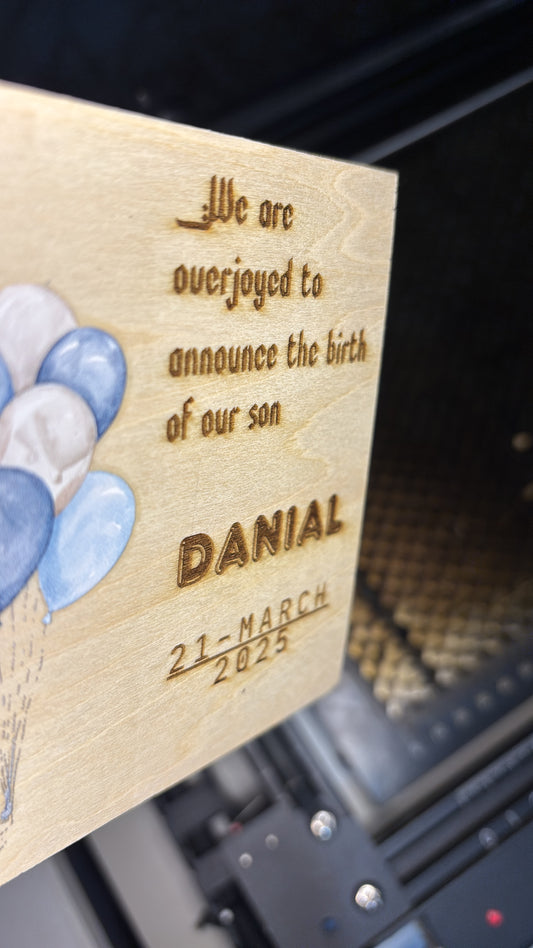 We are
overjoyed to
announce the birth
of our son
DANIAL
21-MARCH
2025